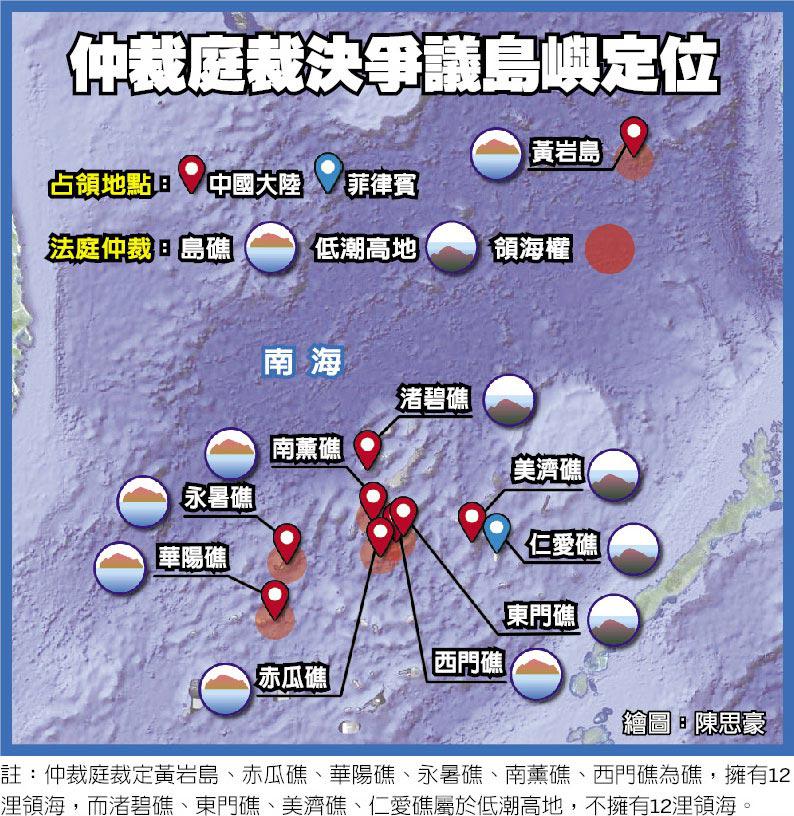 仲裁庭裁決爭議島嶼定位
黃岩島
占領地點：中國大陸 菲律賓
法庭仲裁：島礁 低潮高地 領海權
南海
渚碧礁
南薰礁
美濟礁
永暑礁
仁愛礁
華陽礁
東門礁
西門礁
赤瓜礁
繪圖：陳思豪
註：仲裁庭裁定黃岩島、赤瓜礁、華陽礁、永暑礁、南薰礁、西門礁為礁，擁有12
浬領海，而渚碧礁、東門礁、美濟礁、仁愛礁屬於低潮高地，不擁有12浬領海。